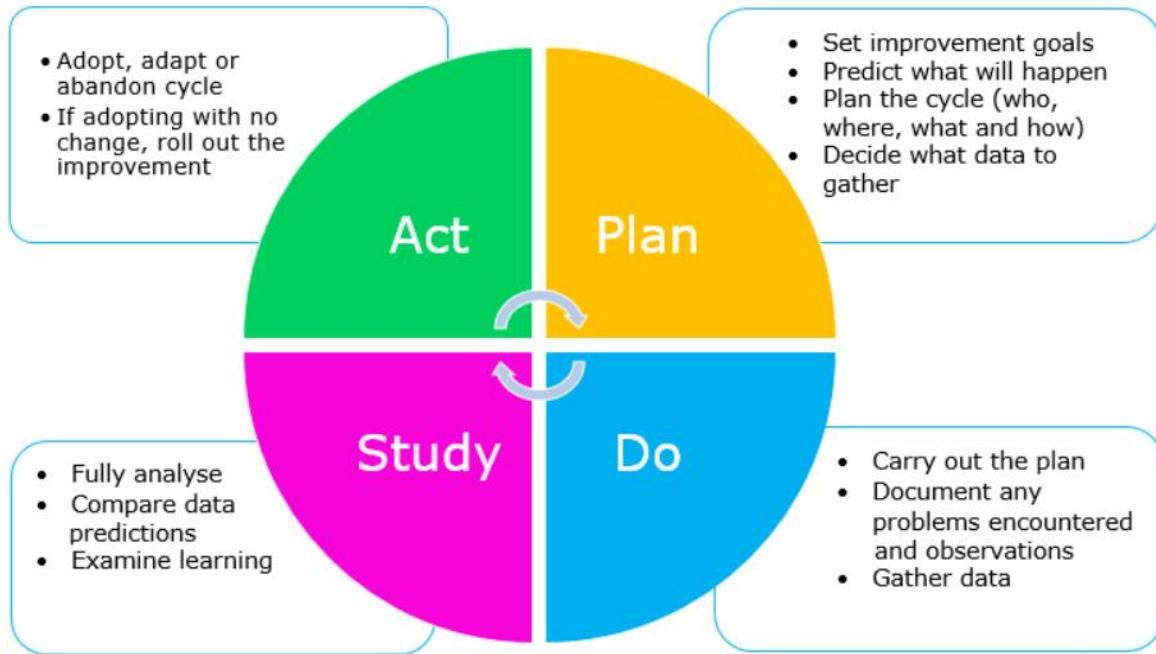 • Adopt, adapt or
abandon cycle
• If adopting with no
change, roll out the
improvement
• Set improvement goals
• Predict what will happen
• Plan the cycle (who,
where, what and how)
• Decide what data to
gather
Act
Plan
Study
Do
• Fully analyse
• Compare data
predictions
• Examine learning
• Carry out the plan
• Document any
problems encountered
and observations
• Gather data